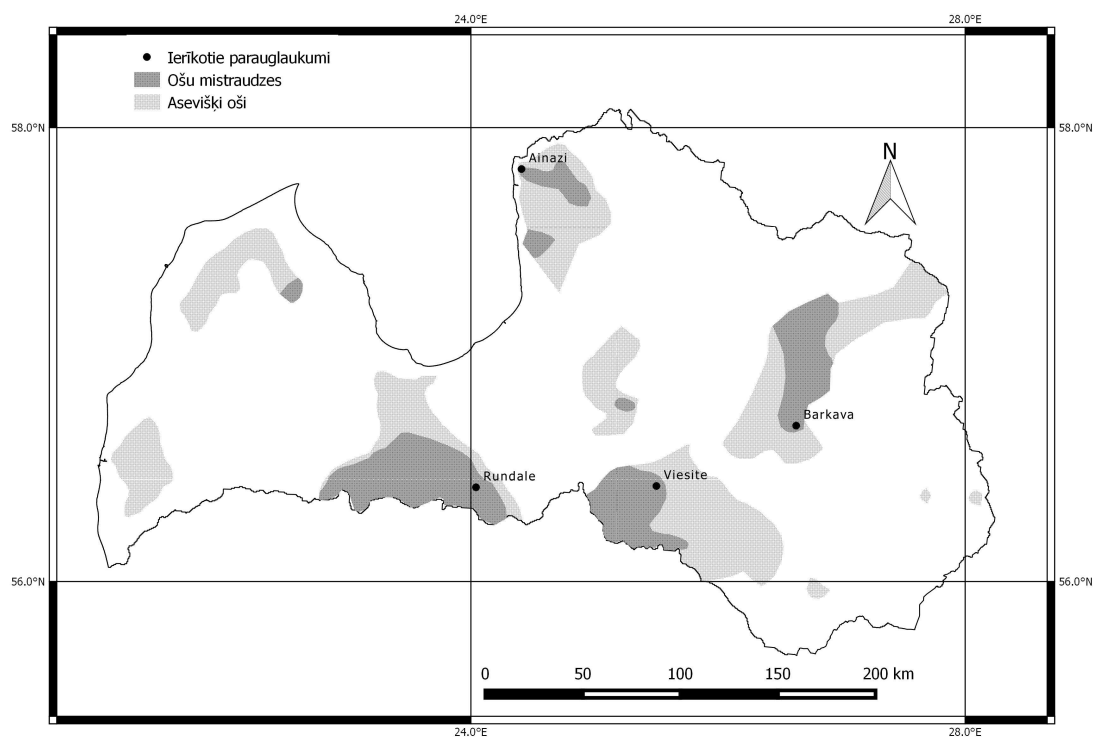 24.0°E 28.0°E
Ierīkotie parauglaukumi
Ošu mistraudzes
Asevišķi oši
58.0°N 58.0°N
N
Ainazi
Barkava
Rundale
Viesite
56.0°N 56.0°N
0 50 100 150 200 km
24.0°E 28.0°E